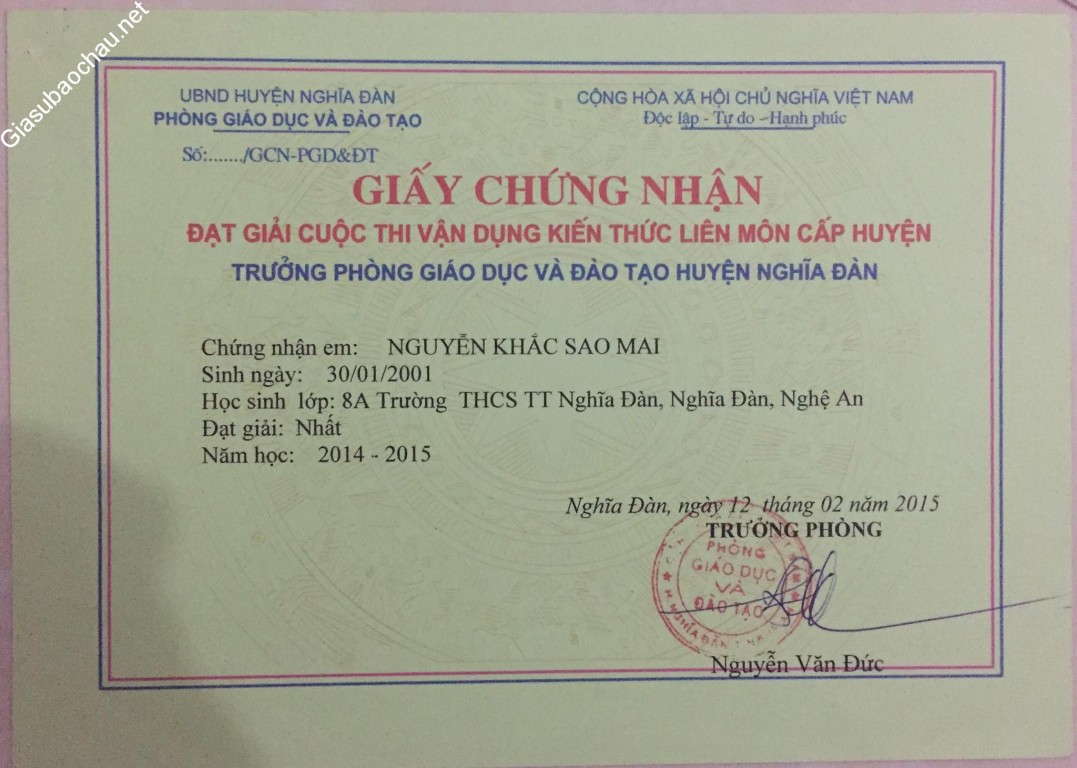 Giasubaochau.net
UBND HUYỆN NGHĨA ĐÀN
PHÒNG GIÁO DỤC VÀ ĐÀO TẠO
Số:......./GCN-PGD&ĐT
CỘNG HÒA XÃ HỘI CHỦ NGHĨA VIỆT NAM
Độc lập - Tự do - Hạnh phúc
GIẤY CHỨNG NHẬN
ĐẠT GIẢI CUỘC THI VẬN DỤNG KIẾN THỨC LIÊN MÔN CẤP HUYỆN
TRƯỞNG PHÒNG GIÁO DỤC VÀ ĐÀO TẠO HUYỆN NGHĨA ĐÀN
Chứng nhận em: NGUYỄN KHẮC SAO MAI
Sinh ngày: 30/01/2001
Học sinh lớp: 8A Trường THCS TT Nghĩa Đàn, Nghĩa Đàn, Nghệ An
Đạt giải: Nhất
Năm học: 2014 - 2015
Nghĩa Đàn, ngày 12 tháng 02 năm 2015
TRƯỞNG PHÒNG
PHÒNG
GIÁO DỤC
VÀ
ĐÀO TẠO
H.NGHĨA ĐÀN
Nguyễn Văn Đức